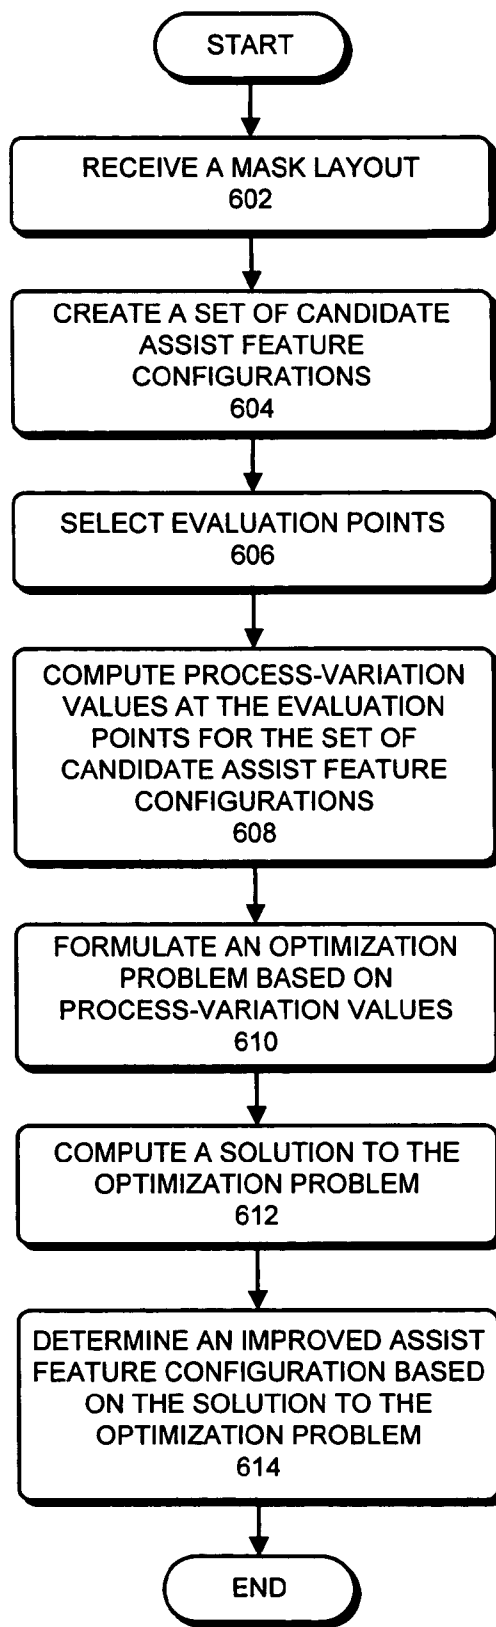 START
RECEIVE A MASK LAYOUT
602
CREATE A SET OF CANDIDATE
ASSIST FEATURE
CONFIGURATIONS
604
SELECT EVALUATION POINTS
606
COMPUTE PROCESS-VARIATION
VALUES AT THE EVALUATION
POINTS FOR THE SET OF
CANDIDATE ASSIST FEATURE
CONFIGURATIONS
608
FORMULATE AN OPTIMIZATION
PROBLEM BASED ON
PROCESS-VARIATION VALUES
610
COMPUTE A SOLUTION TO THE
OPTIMIZATION PROBLEM
612
DETERMINE AN IMPROVED ASSIST
FEATURE CONFIGURATION BASED
ON THE SOLUTION TO THE
OPTIMIZATION PROBLEM
614
END